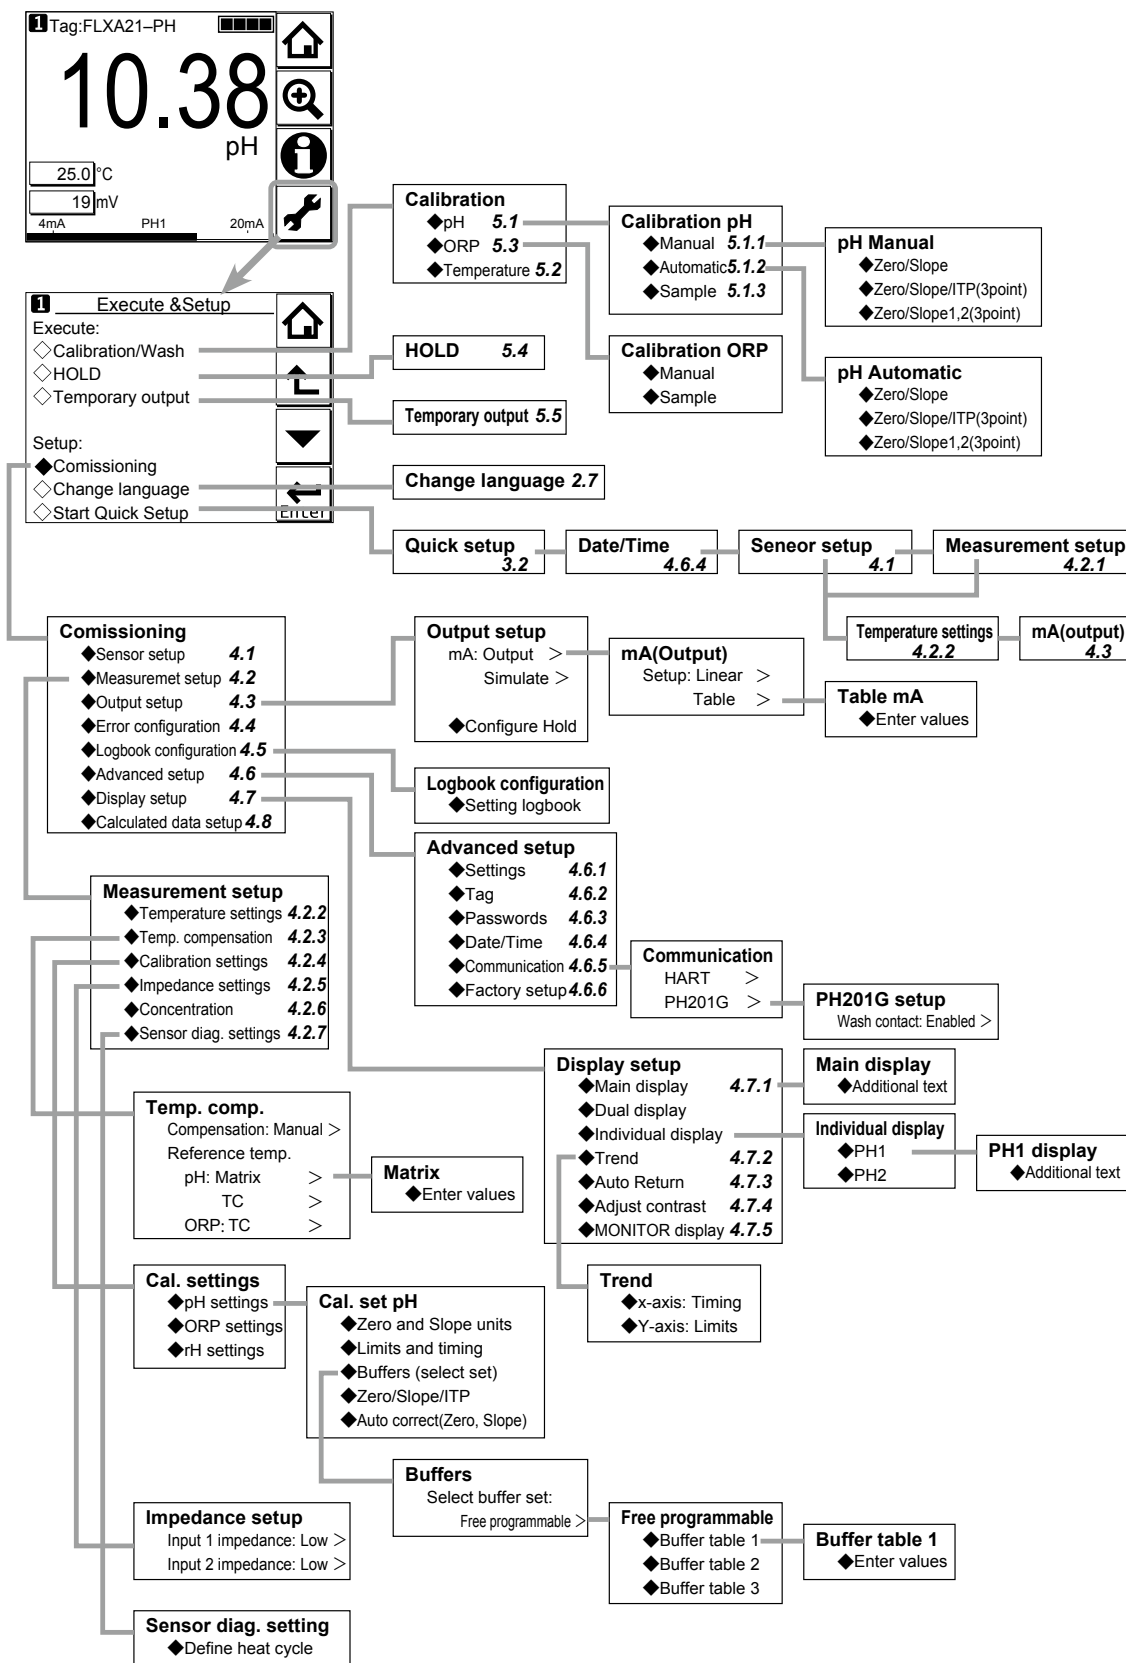 1 Tag:FLXA21–PH
10.38
pH
25.0 °C
19 mV
4mA PH1 20mA
1 Execute &Setup
Execute:
◇Calibration/Wash
◇HOLD
◇Temporary output
Setup:
◆Comissioning
◇Change language
◇Start Quick Setup
Enter
Calibration
◆pH 5.1
◆ORP 5.3
◆Temperature 5.2
Calibration pH
◆Manual 5.1.1
◆Automatic 5.1.2
◆Sample 5.1.3
pH Manual
◆Zero/Slope
◆Zero/Slope/ITP(3point)
◆Zero/Slope1,2(3point)
HOLD 5.4
Calibration ORP
◆Manual
◆Sample
pH Automatic
◆Zero/Slope
◆Zero/Slope/ITP(3point)
◆Zero/Slope1,2(3point)
Temporary output 5.5
Change language 2.7
Quick setup
3.2
Date/Time
4.6.4
Seneor setup
4.1
Measurement setup
4.2.1
Temperature settings
4.2.2
mA(output)
4.3
Comissioning
◆Sensor setup 4.1
◆Measuremet setup 4.2
◆Output setup 4.3
◆Error configuration 4.4
◆Logbook configuration 4.5
◆Advanced setup 4.6
◆Display setup 4.7
◆Calculated data setup 4.8
Output setup
mA: Output >
Simulate >
◆Configure Hold
mA(Output)
Setup: Linear >
Table >
Table mA
◆Enter values
Logbook configuration
◆Setting logbook
Advanced setup
◆Settings 4.6.1
◆Tag 4.6.2
◆Passwords 4.6.3
◆Date/Time 4.6.4
◆Communication 4.6.5
◆Factory setup 4.6.6
Communication
HART >
PH201G >
PH201G setup
Wash contact: Enabled >
Measurement setup
◆Temperature settings 4.2.2
◆Temp. compensation 4.2.3
◆Calibration settings 4.2.4
◆Impedance settings 4.2.5
◆Concentration 4.2.6
◆Sensor diag. settings 4.2.7
Display setup
◆Main display 4.7.1
◆Dual display
◆Individual display
◆Trend 4.7.2
◆Auto Return 4.7.3
◆Adjust contrast 4.7.4
◆MONITOR display 4.7.5
Main display
◆Additional text
Individual display
◆PH1
◆PH2
PH1 display
◆Additional text
Temp. comp.
Compensation: Manual >
Reference temp.
pH: Matrix >
TC >
ORP: TC >
Matrix
◆Enter values
Trend
◆x-axis: Timing
◆Y-axis: Limits
Cal. settings
◆pH settings
◆ORP settings
◆rH settings
Cal. set pH
◆Zero and Slope units
◆Limits and timing
◆Buffers (select set)
◆Zero/Slope/ITP
◆Auto correct(Zero, Slope)
Buffers
Select buffer set:
Free programmable >
Free programmable
◆Buffer table 1
◆Buffer table 2
◆Buffer table 3
Buffer table 1
◆Enter values
Impedance setup
Input 1 impedance: Low >
Input 2 impedance: Low >
Sensor diag. setting
◆Define heat cycle